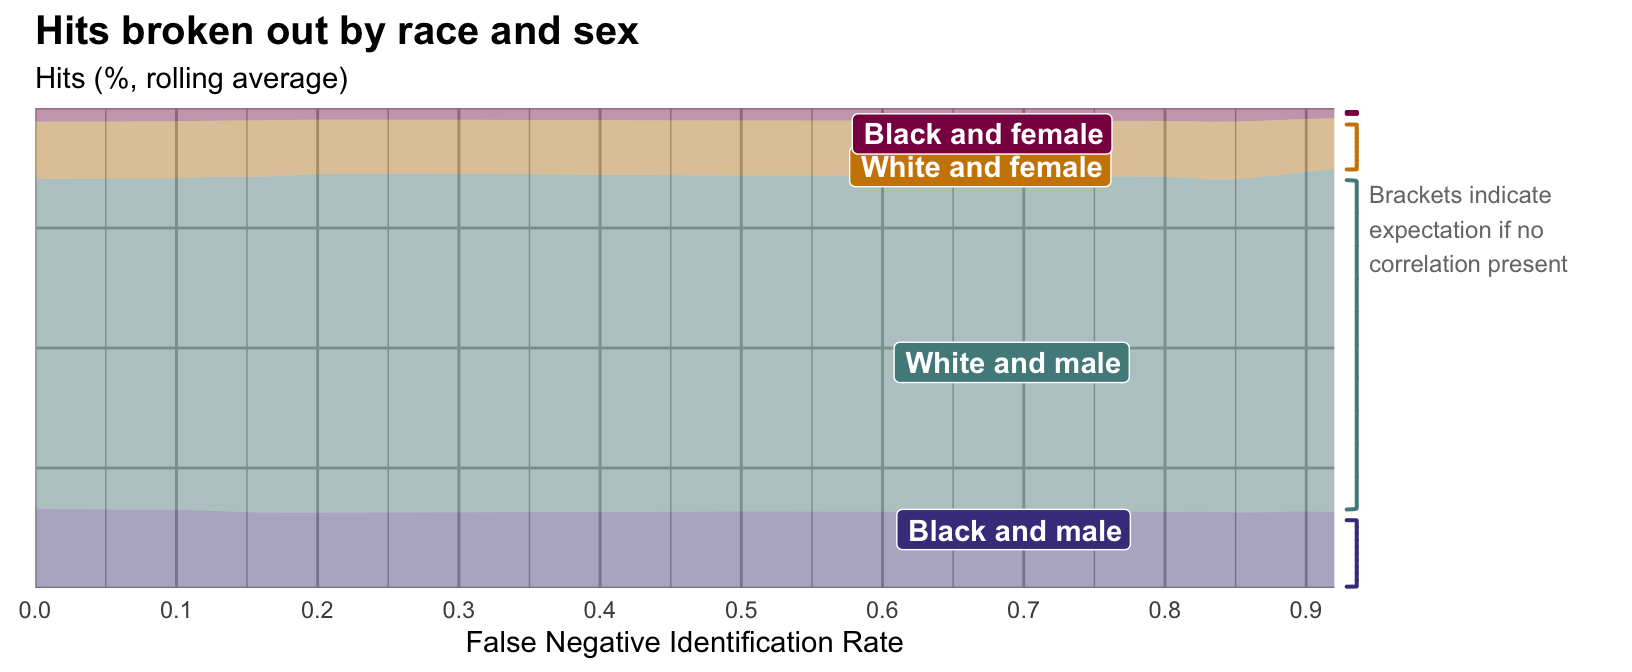 Hits broken out by race and sex
Hits (%, rolling average)
Black and female
White and female
Brackets indicate
expectation if no
correlation present
White and male
Black and male
0.0 0.1 0.2 0.3 0.4 0.5 0.6 0.7 0.8 0.9
False Negative Identification Rate